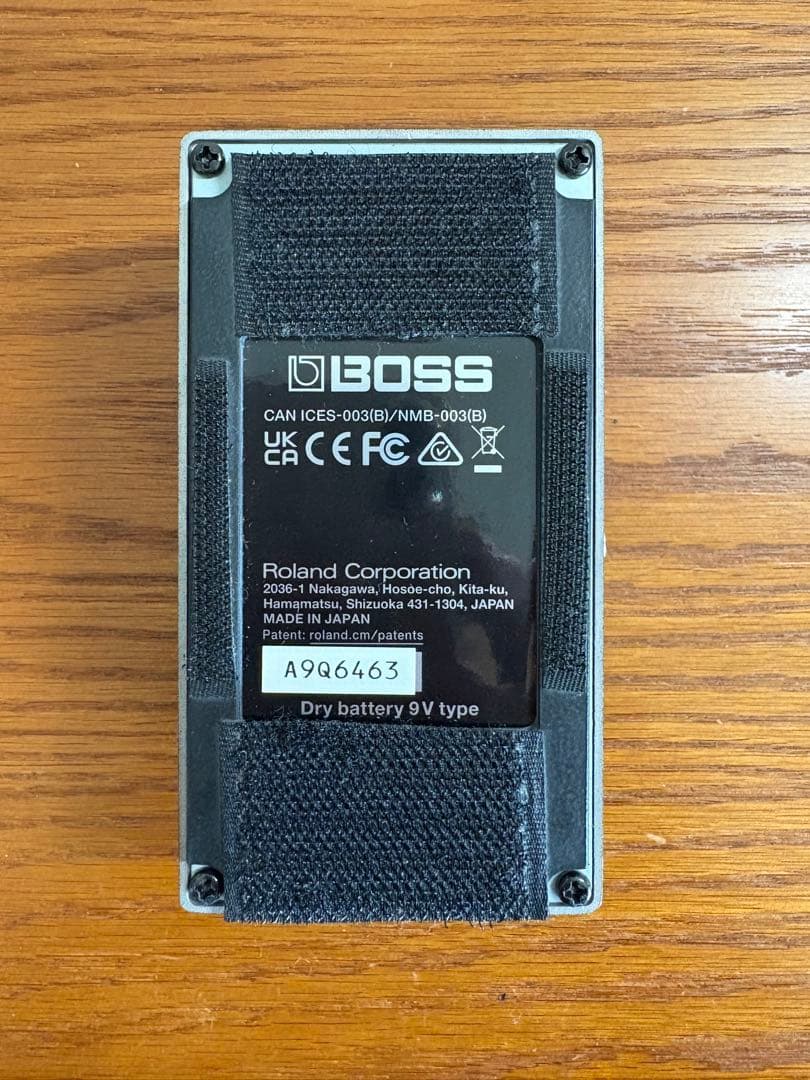 BOSS
CAN ICES-003(B)/NMB-003(B)
UK CA CE FC
Roland Corporation
2036-1 Nakagawa, Hosoe-cho, Kita-ku,
Hamamatsu, Shizuoka 431-1304, JAPAN
MADE IN JAPAN
Patent: roland.cm/patents
A9Q6463
Dry battery 9V type